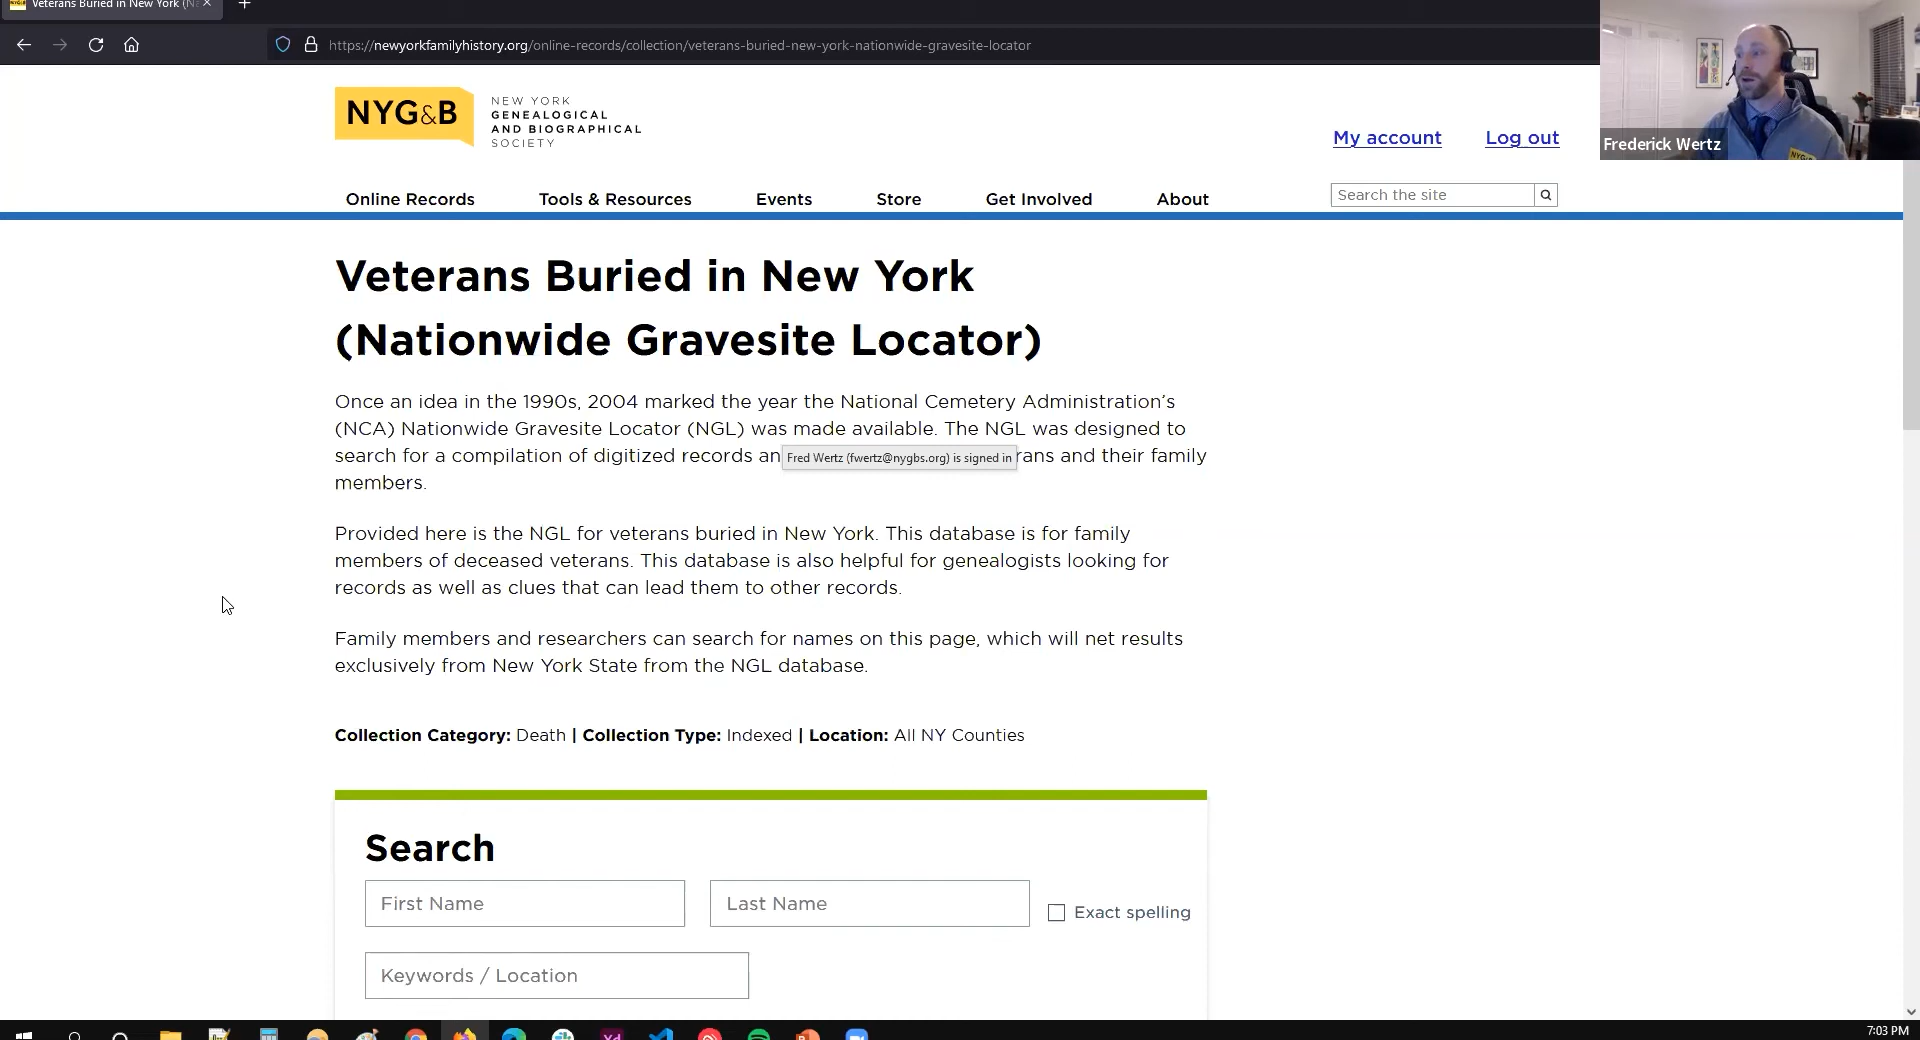 Veterans Buried in New York (N
https://newyorkfamilyhistory.org/online-records/collection/veterans-buried-new-york-nationwide-gravesite-locator
NYG&B
NEW YORK
GENEALOGICAL
AND BIOGRAPHICAL
SOCIETY
My account
Log out
Frederick Wertz
NYG&
Online Records
Tools & Resources
Events
Store
Get Involved
About
Search the site
Veterans Buried in New York
(Nationwide Gravesite Locator)
Once an idea in the 1990s, 2004 marked the year the National Cemetery Administration’s
(NCA) Nationwide Gravesite Locator (NGL) was made available. The NGL was designed to
search for a compilation of digitized records an
Fred Wertz (fwertz@nygbs.org) is signed in
rans and their family
members.
Provided here is the NGL for veterans buried in New York. This database is for family
members of deceased veterans. This database is also helpful for genealogists looking for
records as well as clues that can lead them to other records.
Family members and researchers can search for names on this page, which will net results
exclusively from New York State from the NGL database.
Collection Category: Death | Collection Type: Indexed | Location: All NY Counties
Search
First Name
Last Name
Exact spelling
Keywords / Location
Xd
7:03 PM